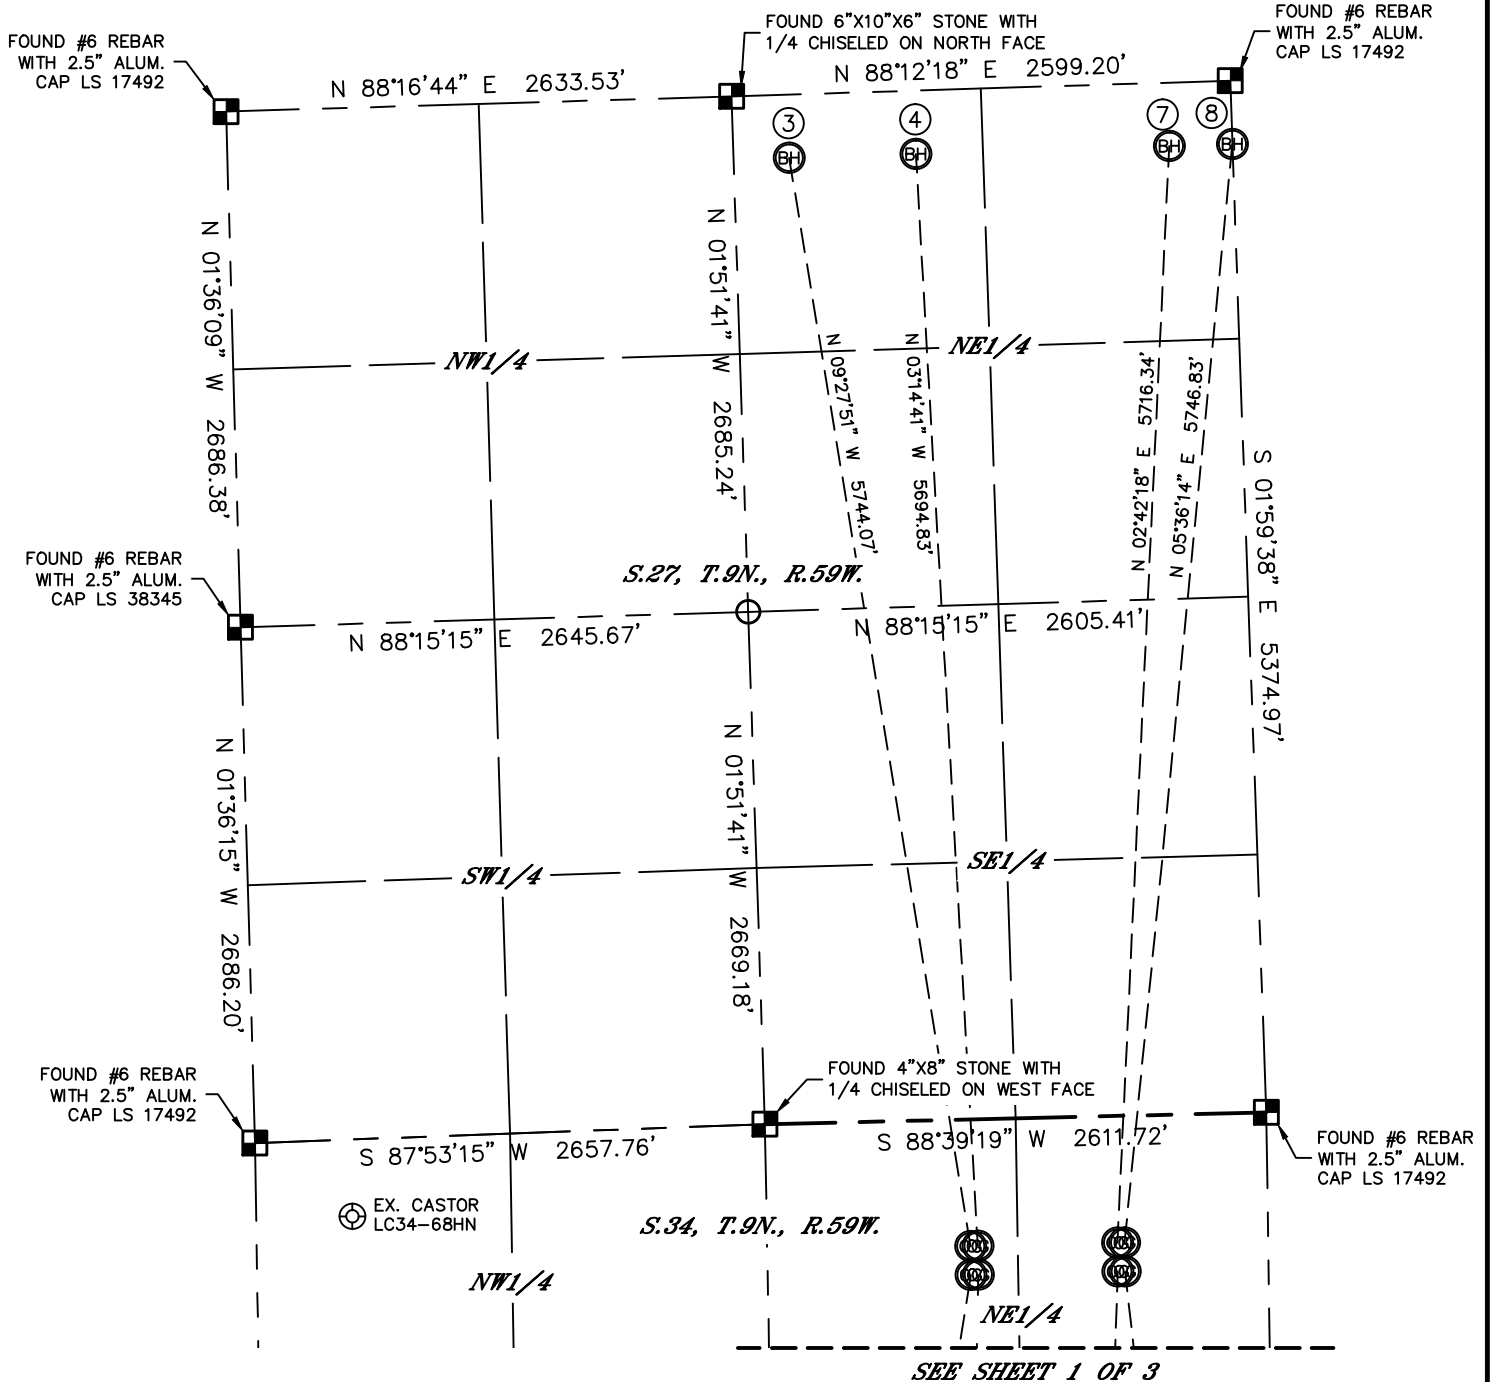 FOUND #6 REBAR
WITH 2.5" ALUM.
CAP LS 17492
FOUND 6"X10"X6" STONE WITH
1/4 CHISELED ON NORTH FACE
FOUND #6 REBAR
WITH 2.5" ALUM.
CAP LS 17492
N 88°16'44" E 2633.53'
N 88°12'18" E 2599.20'
3
4
7
8
BH
BH
BH
BH
N 01°36'09" W 2686.38'
N 01°51'41" W 2685.24'
N 09°27'51" W 5744.07'
N 03°14'41" W 5694.83'
N 02°42'18" E 5716.34'
N 05°36'14" E 5746.83'
S 01°59'38" E 5374.97'
NW1/4
NE1/4
FOUND #6 REBAR
WITH 2.5" ALUM.
CAP LS 38345
S.27, T.9N., R.59W.
N 88°15'15" E 2645.67'
N 88°15'15" E 2605.41'
N 01°36'15" W 2686.20'
N 01°51'41" W 2669.18'
SW1/4
SE1/4
FOUND #6 REBAR
WITH 2.5" ALUM.
CAP LS 17492
FOUND 4"X8" STONE WITH
1/4 CHISELED ON WEST FACE
S 87°53'15" W 2657.76'
S 88°39'19" W 2611.72'
FOUND #6 REBAR
WITH 2.5" ALUM.
CAP LS 17492
EX. CASTOR
LC34-68HN
S.34, T.9N., R.59W.
NW1/4
NE1/4
SEE SHEET 1 OF 3